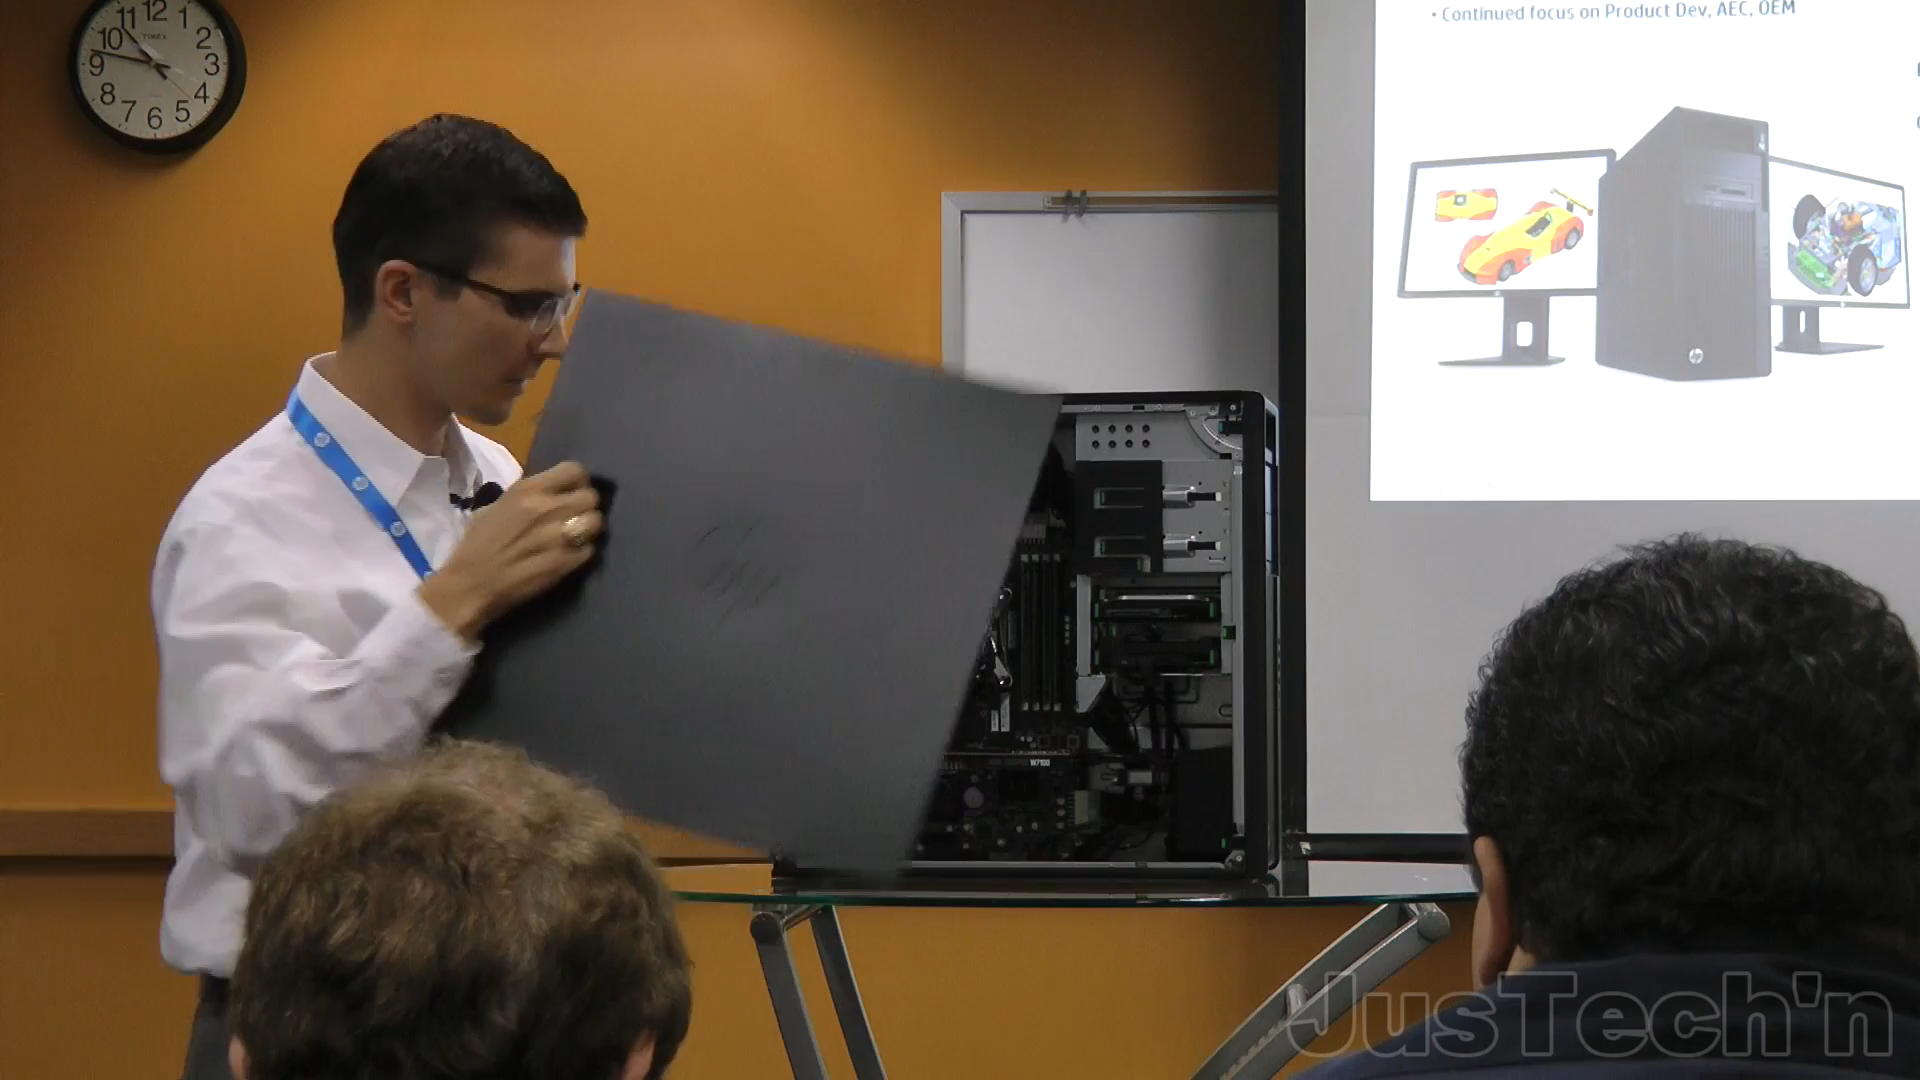 11 12 1
10 2
9 3
8 4
7 6 5
TIMEX
• Continued focus on Product Dev, AEC, OEM
hp
W7100
JusTech'n